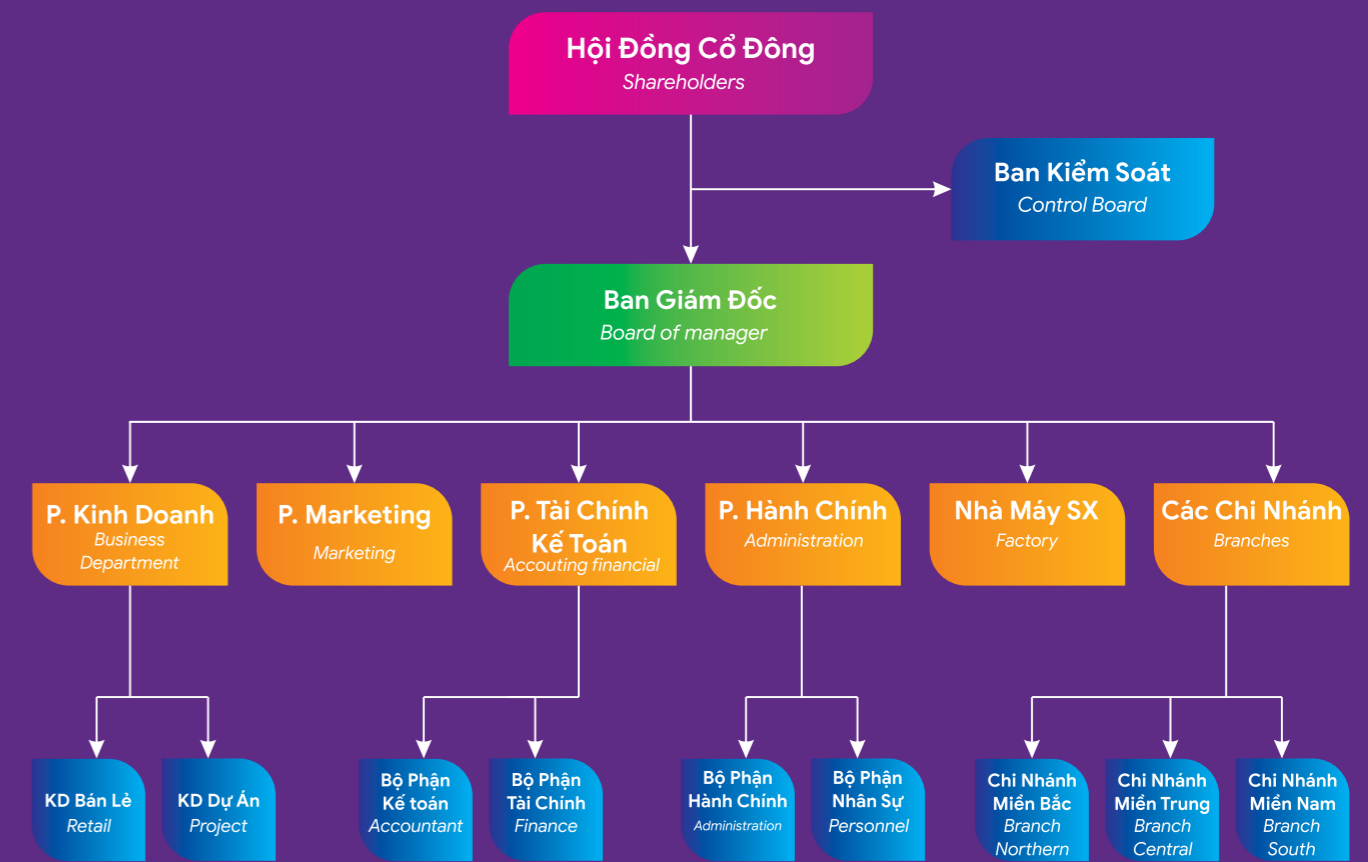 Hội Đồng Cổ Đông
Shareholders
Ban Kiểm Soát
Control Board
Ban Giám Đốc
Board of manager
P. Kinh Doanh
Business
Department
P. Marketing
Marketing
P. Tài Chính
Kế Toán
Accouting financial
P. Hành Chính
Administration
Nhà Máy SX
Factory
Các Chi Nhánh
Branches
KD Bán Lẻ
Retail
KD Dự Án
Project
Bộ Phận
Kế toán
Accountant
Bộ Phận
Tài Chính
Finance
Bộ Phận
Hành Chính
Administration
Bộ Phận
Nhân Sự
Personnel
Chi Nhánh
Miền Bắc
Branch
Northern
Chi Nhánh
Miền Trung
Branch
Central
Chi Nhánh
Miền Nam
Branch
South